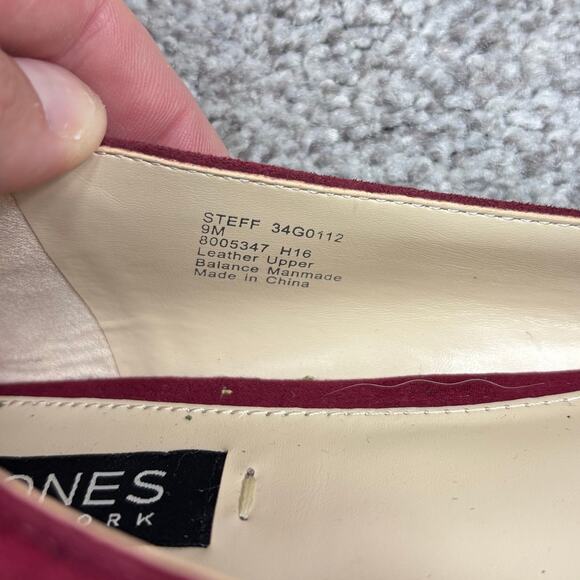 STEFF 34G0112
9M
8005347 H16
Leather Upper
Balance Manmade
Made in China
ONES
ORK